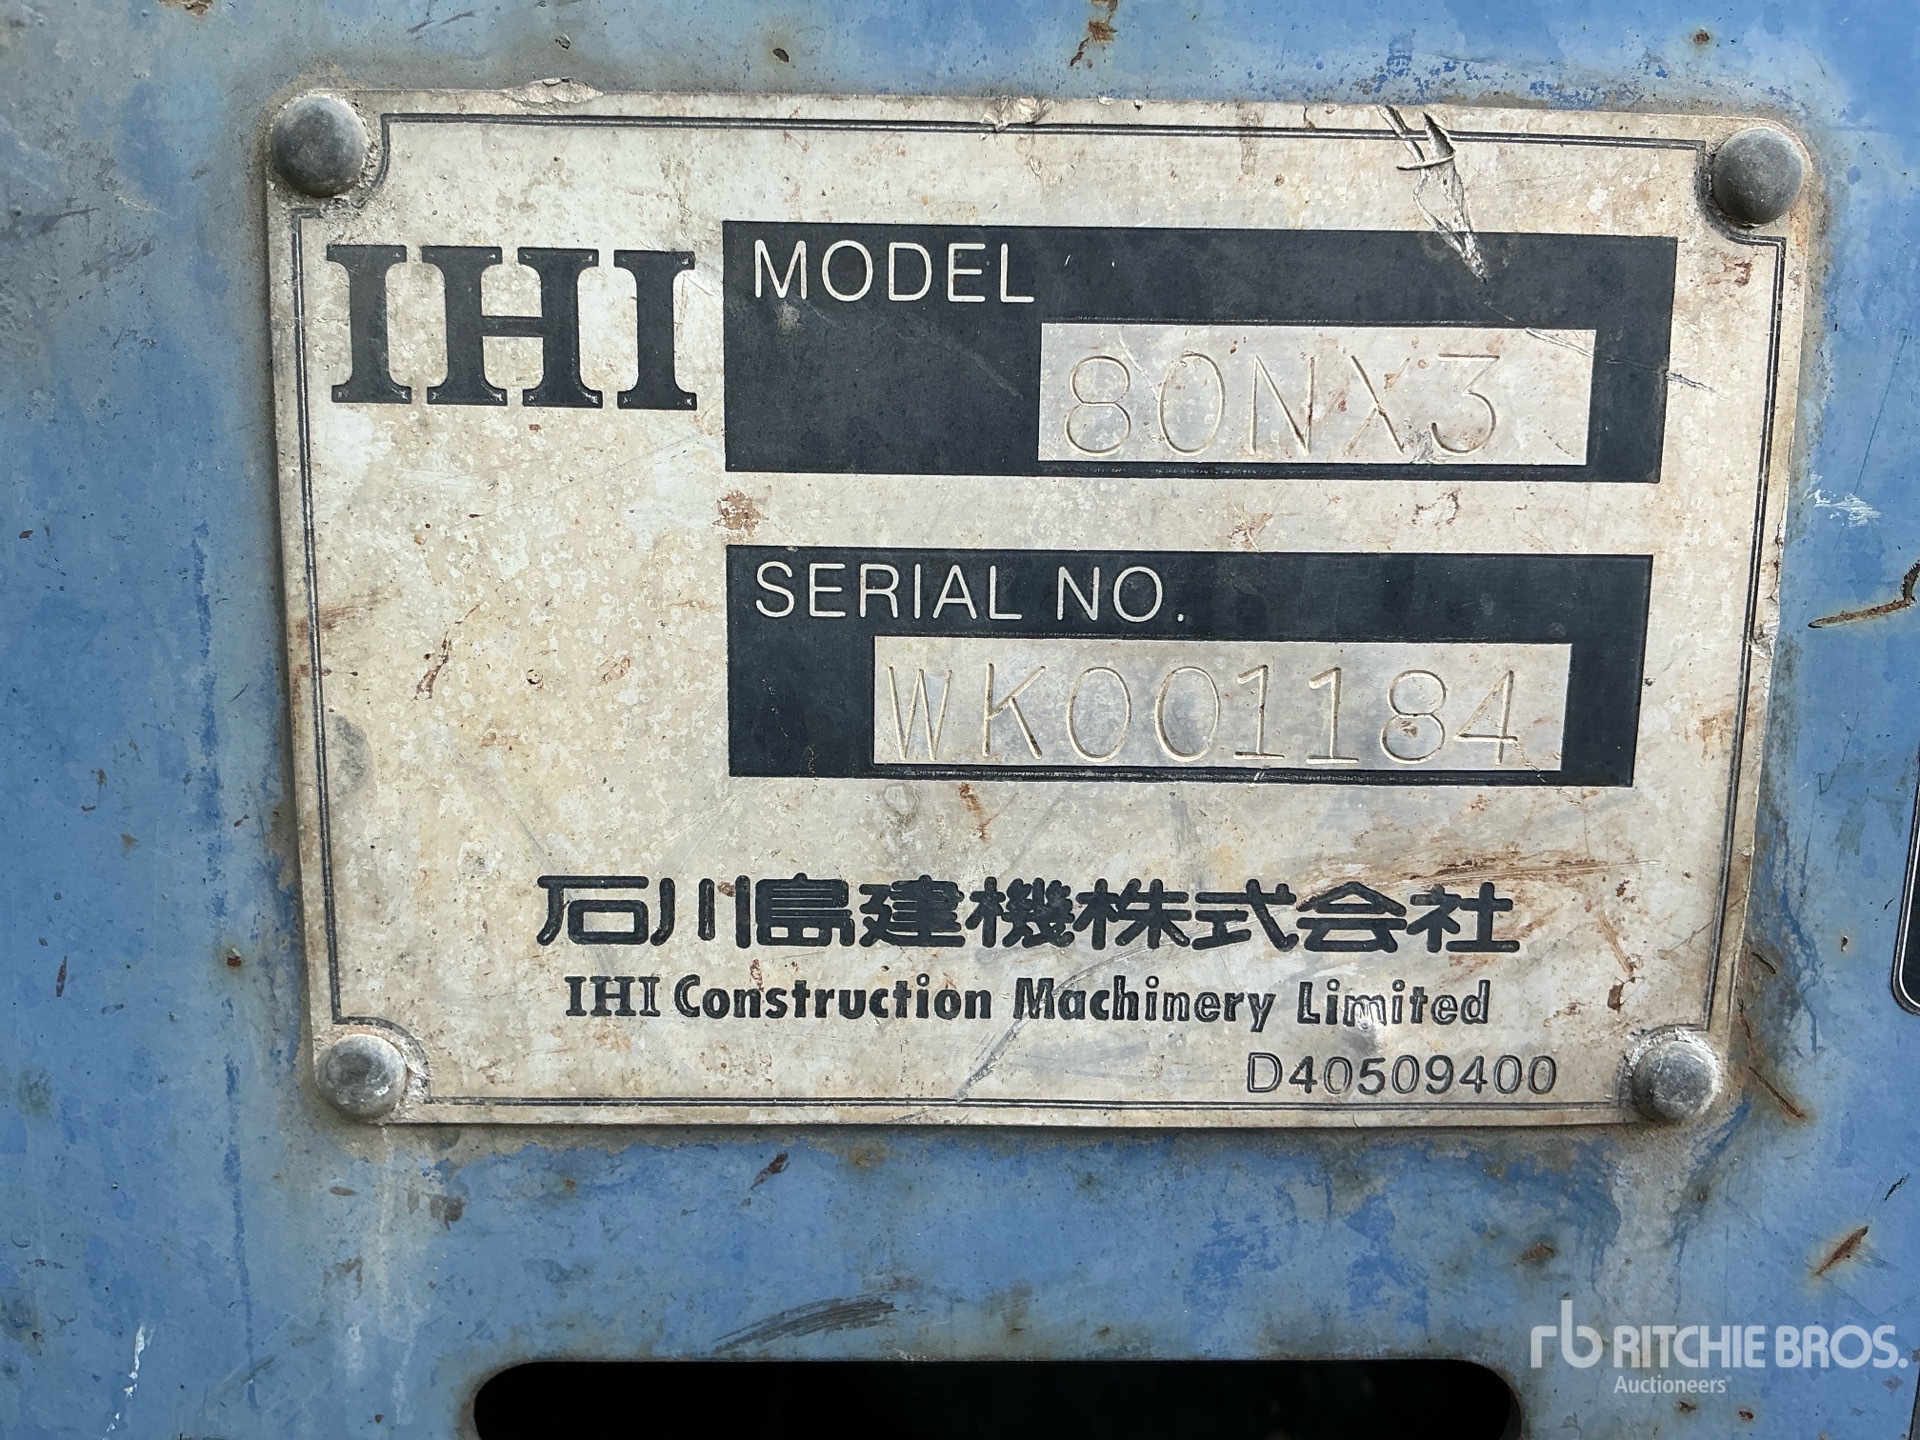 IHI
MODEL
80NX3
SERIAL NO.
WK001184
石川島建機株式会社
IHI Construction Machinery Limited
D40509400
rb RITCHIE BROS.
Auctioneers